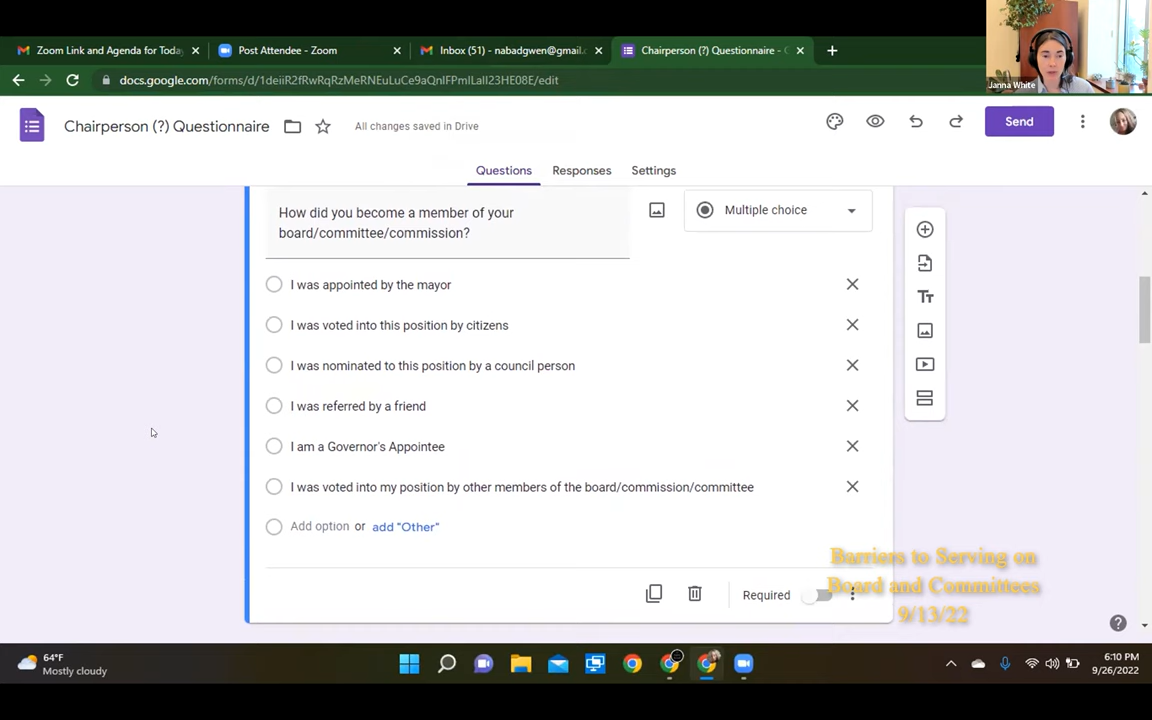 Zoom Link and Agenda for Toda
Post Attendee - Zoom
Inbox (51) - nabadgwen@gmail.
Chairperson (?) Questionnaire -
docs.google.com/forms/d/1deiiR2fRwRqRzMeRNEuLuCe9aQnIFPmILaII23HE08E/edit
Janna White
Chairperson (?) Questionnaire
All changes saved in Drive
Send
Questions
Responses
Settings
How did you become a member of your
board/committee/commission?
Multiple choice
I was appointed by the mayor
I was voted into this position by citizens
I was nominated to this position by a council person
I was referred by a friend
I am a Governor's Appointee
I was voted into my position by other members of the board/commission/committee
Add option or add "Other"
Required
Barriers to Serving on
Board and Committees
9/13/22
64°F
Mostly cloudy
6:10 PM
9/26/2022